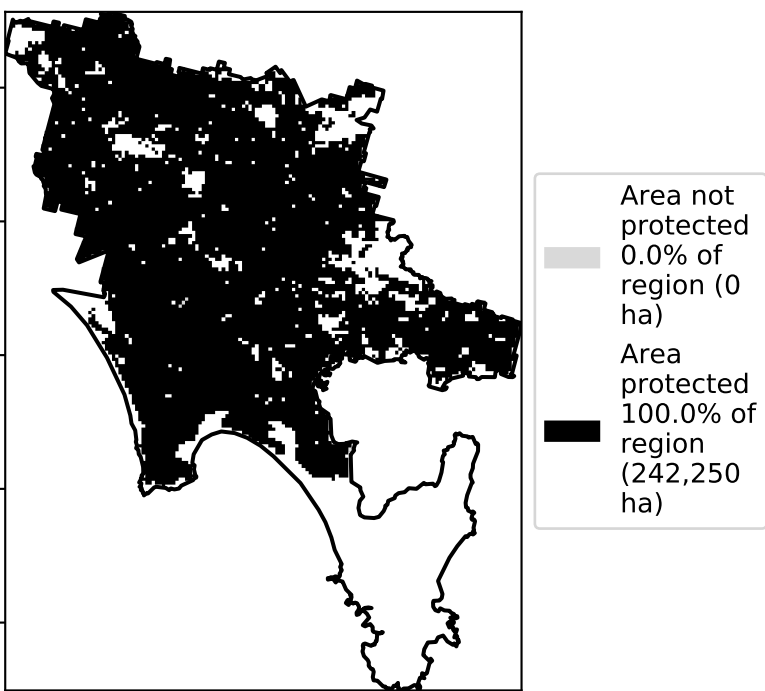 Area not
protected
0.0% of
region (0
ha)
Area
protected
100.0% of
region
(242,250
ha)